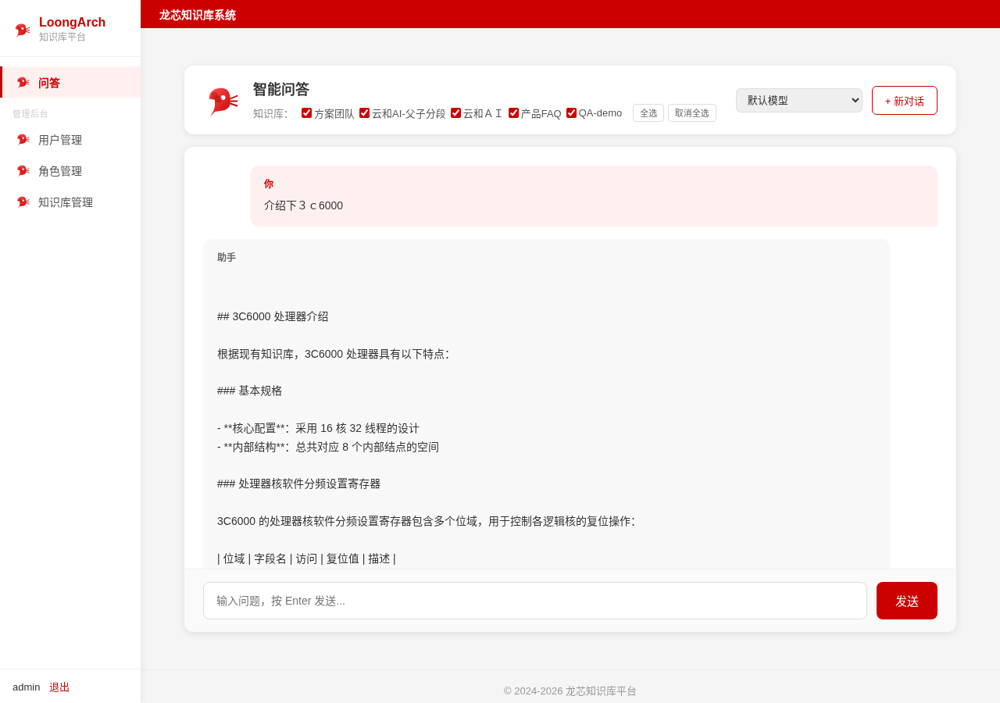 LoongArch
知识库平台
龙芯知识库系统
问答
管理后台
用户管理
角色管理
知识库管理
admin 退出
智能问答
知识库： 方案团队 云和AI-父子分段 云和ＡＩ 产品FAQ QA-demo 全选 取消全选
默认模型
+ 新对话
你
介绍下３ｃ6000
助手
## 3C6000 处理器介绍
根据现有知识库，3C6000 处理器具有以下特点：
### 基本规格
- **核心配置**：采用 16 核 32 线程的设计
- **内部结构**：总共对应 8 个内部结点的空间
### 处理器核软件分频设置寄存器
3C6000 的处理器核软件分频设置寄存器包含多个位域，用于控制各逻辑核的复位操作：
| 位域 | 字段名 | 访问 | 复位值 | 描述 |
输入问题，按 Enter 发送...
发送
© 2024-2026 龙芯知识库平台